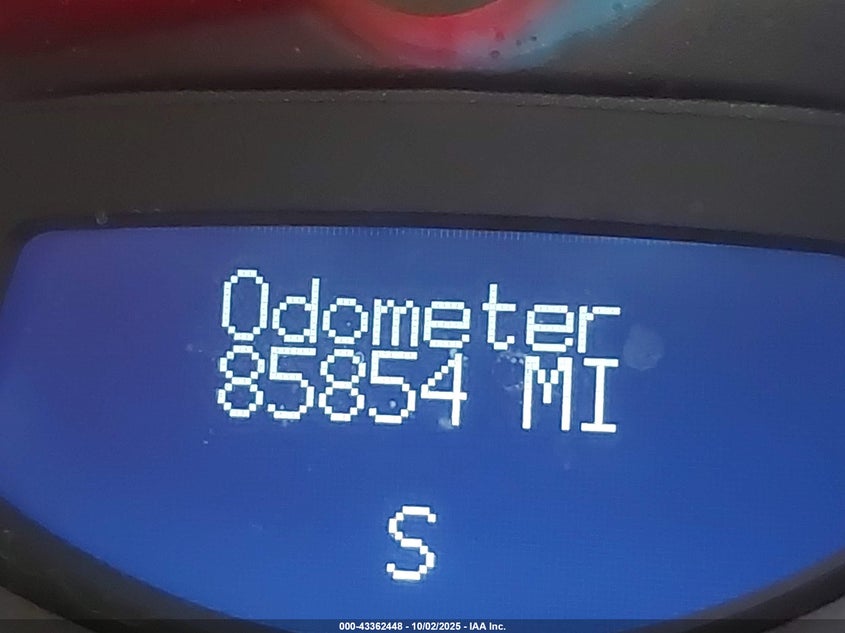 Odometer
85854 MI
S
000-43362448 - 10/02/2025 - IAA Inc.